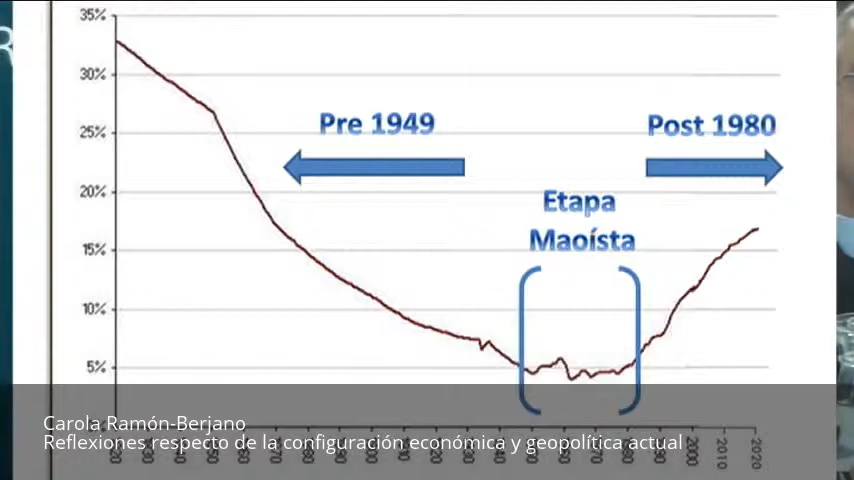 35%
30%
25%
20%
15%
10%
5%
Pre 1949
Post 1980
Etapa
Maoísta
Carola Ramón-Berjano
Reflexiones respecto de la configuración económica y geopolítica actual
2000
2010
2020